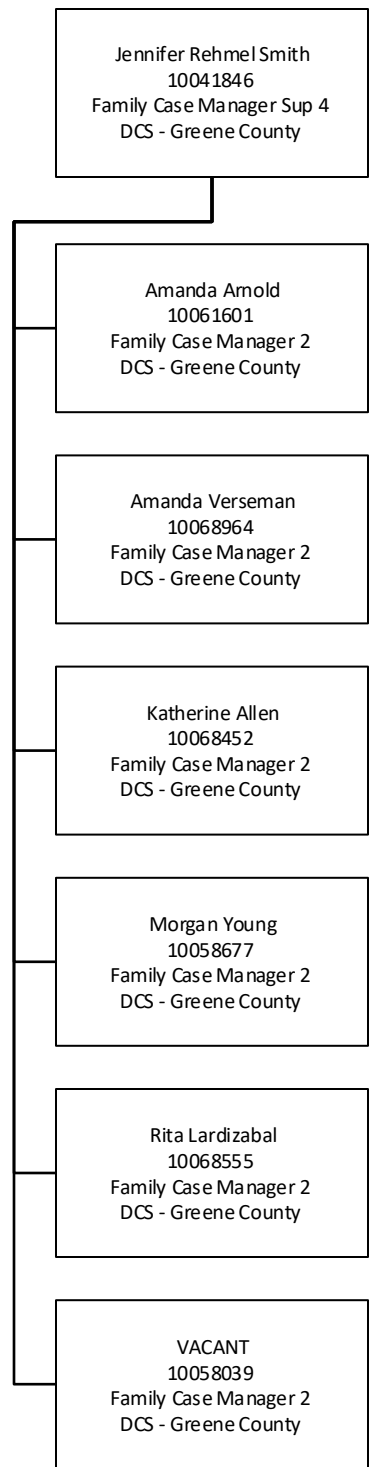 Jennifer Rehmel Smith
10041846
Family Case Manager Sup 4
DCS - Greene County
Amanda Arnold
10061601
Family Case Manager 2
DCS - Greene County
Amanda Verseman
10068964
Family Case Manager 2
DCS - Greene County
Katherine Allen
10068452
Family Case Manager 2
DCS - Greene County
Morgan Young
10058677
Family Case Manager 2
DCS - Greene County
Rita Lardizabal
10068555
Family Case Manager 2
DCS - Greene County
VACANT
10058039
Family Case Manager 2
DCS - Greene County